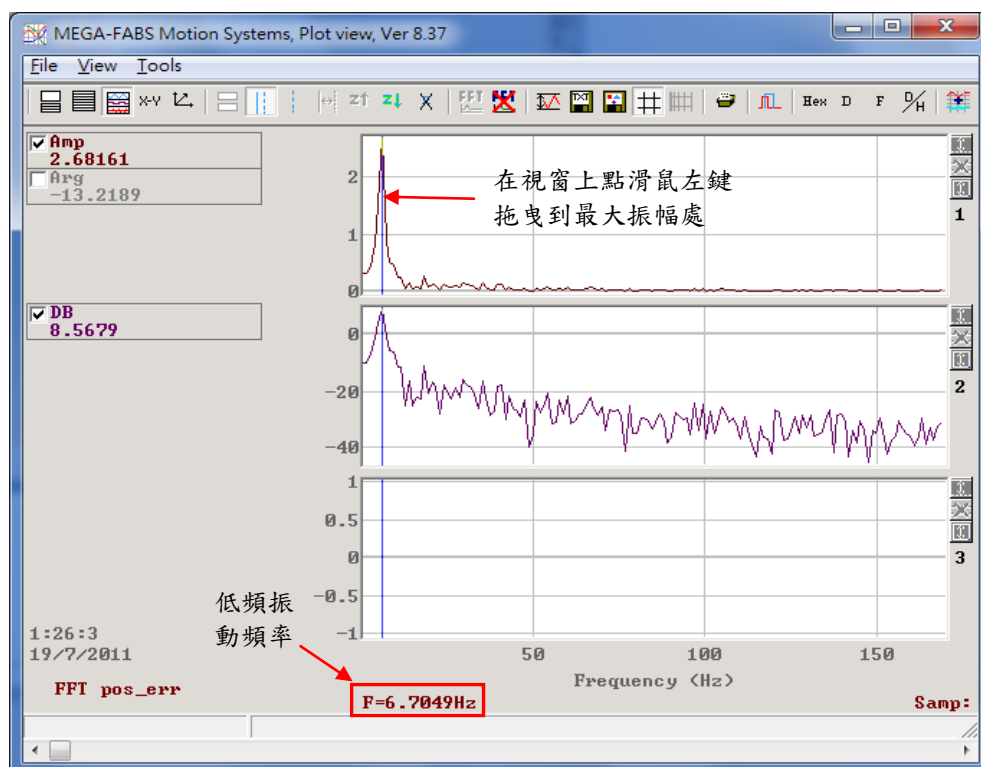 MEGA-FABS Motion Systems, Plot view, Ver 8.37
File View Tools
X-Y Z↑ Z↓ X FFT TXT Hex D F D/H
Amp
2.68161
Arg
-13.2189
2
1
0
在視窗上點滑鼠左鍵
拖曳到最大振幅處
1
DB
8.5679
0
-20
-40
2
1
0.5
0
-0.5
-1
3
低頻振
動頻率
1:26:3
19/7/2011
50 100 150
Frequency (Hz)
FFT pos_err
F=6.7049Hz
Samp: